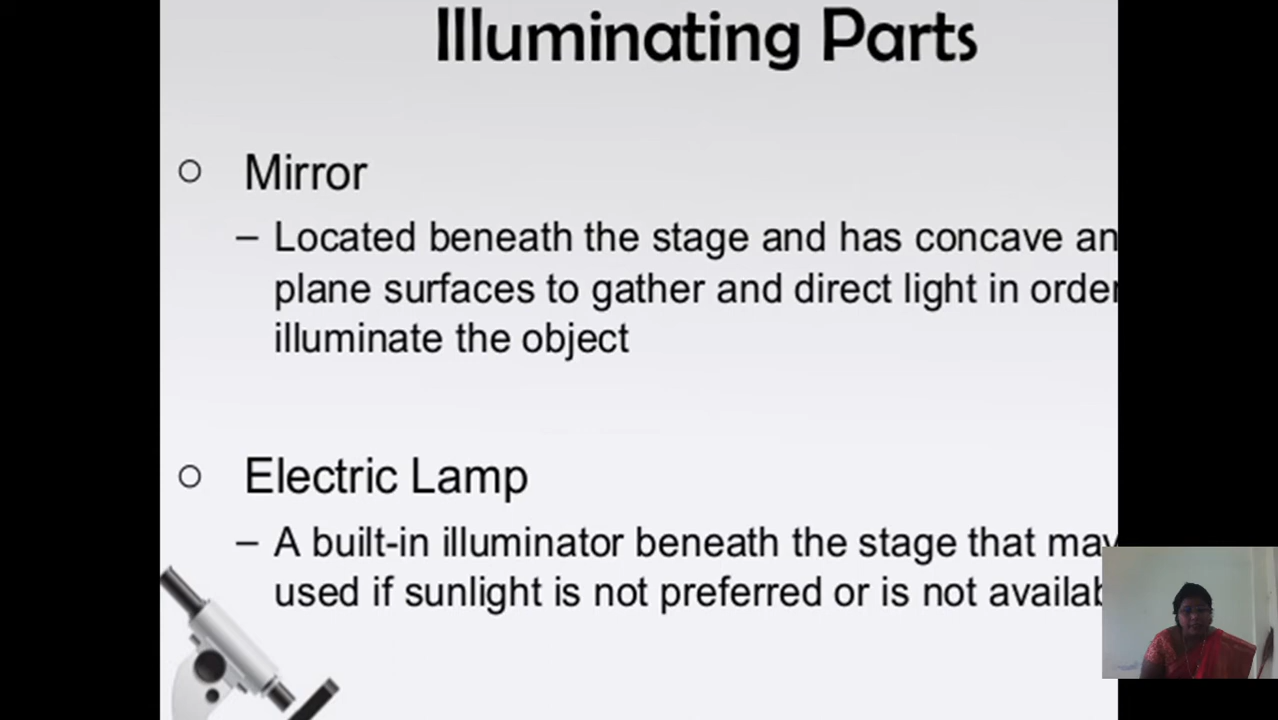 Illuminating Parts
Mirror
– Located beneath the stage and has concave an
plane surfaces to gather and direct light in order
illuminate the object
Electric Lamp
– A built-in illuminator beneath the stage that may
used if sunlight is not preferred or is not availab